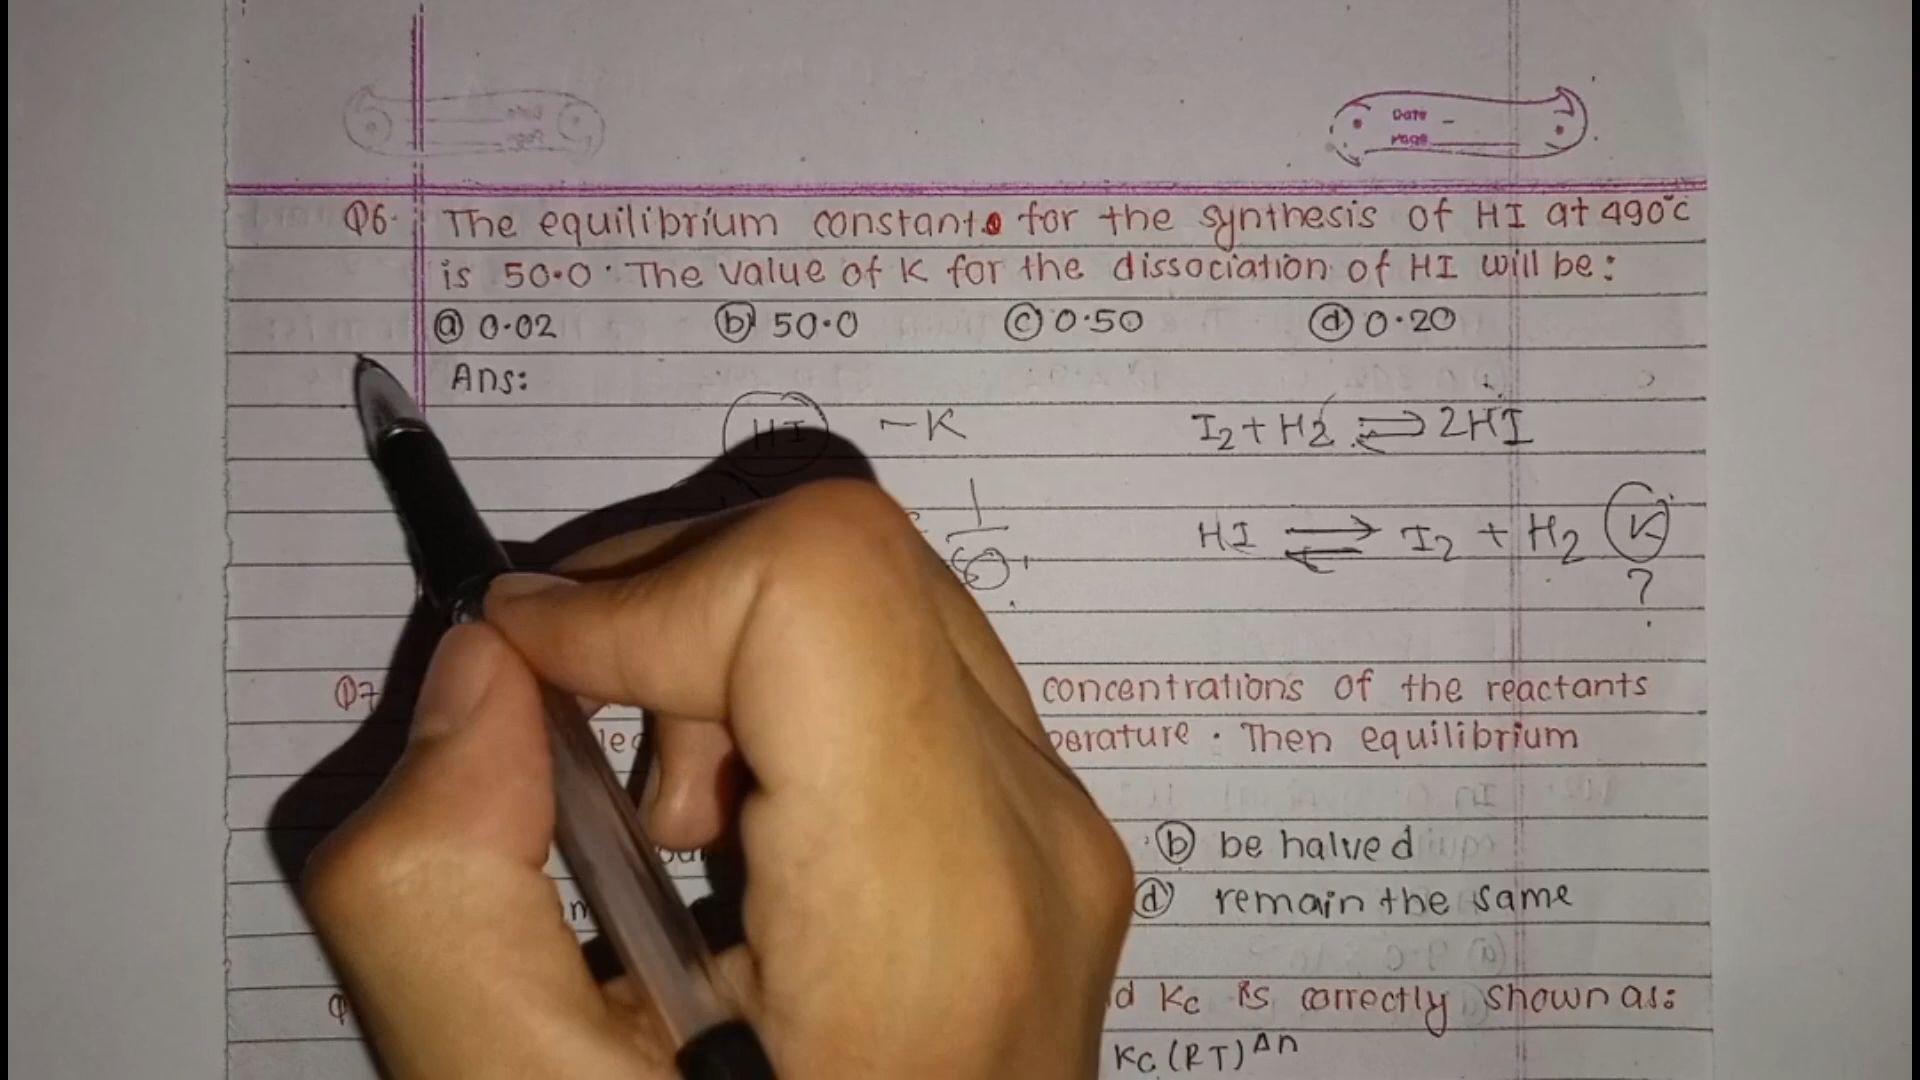 Date
Page
Q6. The equilibrium constant for the synthesis of HI at 490°C
is 50.0. The value of K for the dissociation of HI will be:
ⓐ 0.02 ⓑ 50.0 ⓒ 0.50 ⓓ 0.20
Ans:
HI - K I₂ + H₂ ⇌ 2HI
1 HI ⇌ I₂ + H₂ K
?
Q7 concentrations of the reactants
perature. Then equilibrium
ⓑ be halved
ⓓ remain the same
d Kc is correctly shown as:
Kc (RT)^Δn